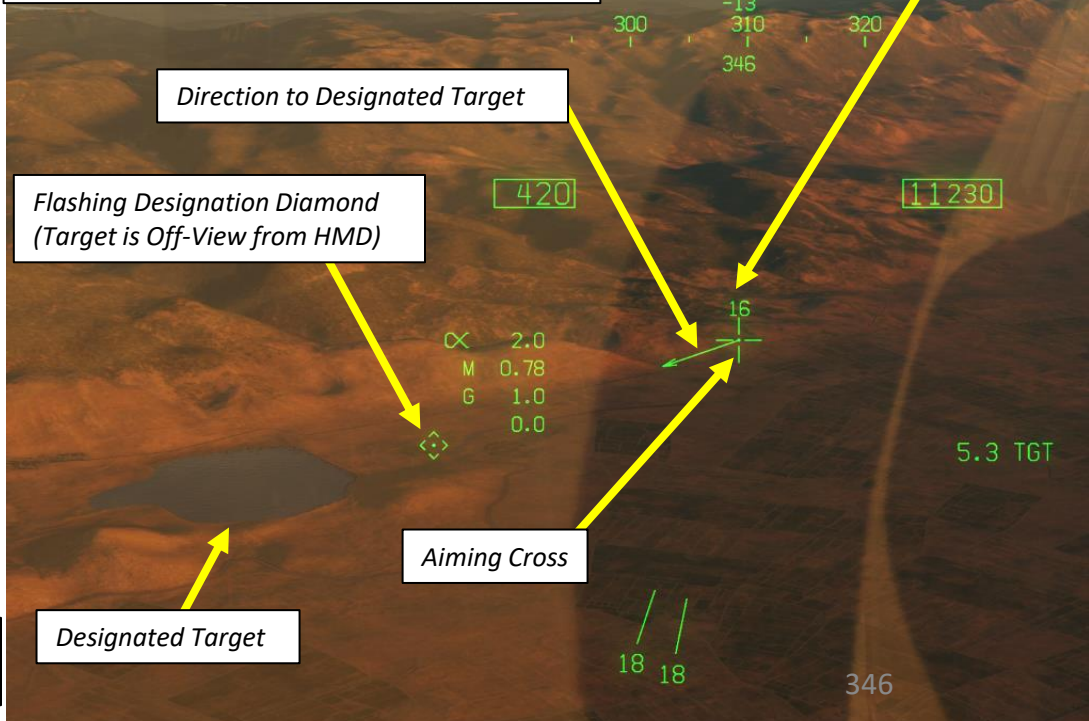 -13
300 310 320
346
Direction to Designated Target
Flashing Designation Diamond
(Target is Off-View from HMD)
420
11230
16
∝ 2.0
M 0.78
G 1.0
0.0
5.3 TGT
Aiming Cross
Designated Target
18 18
346